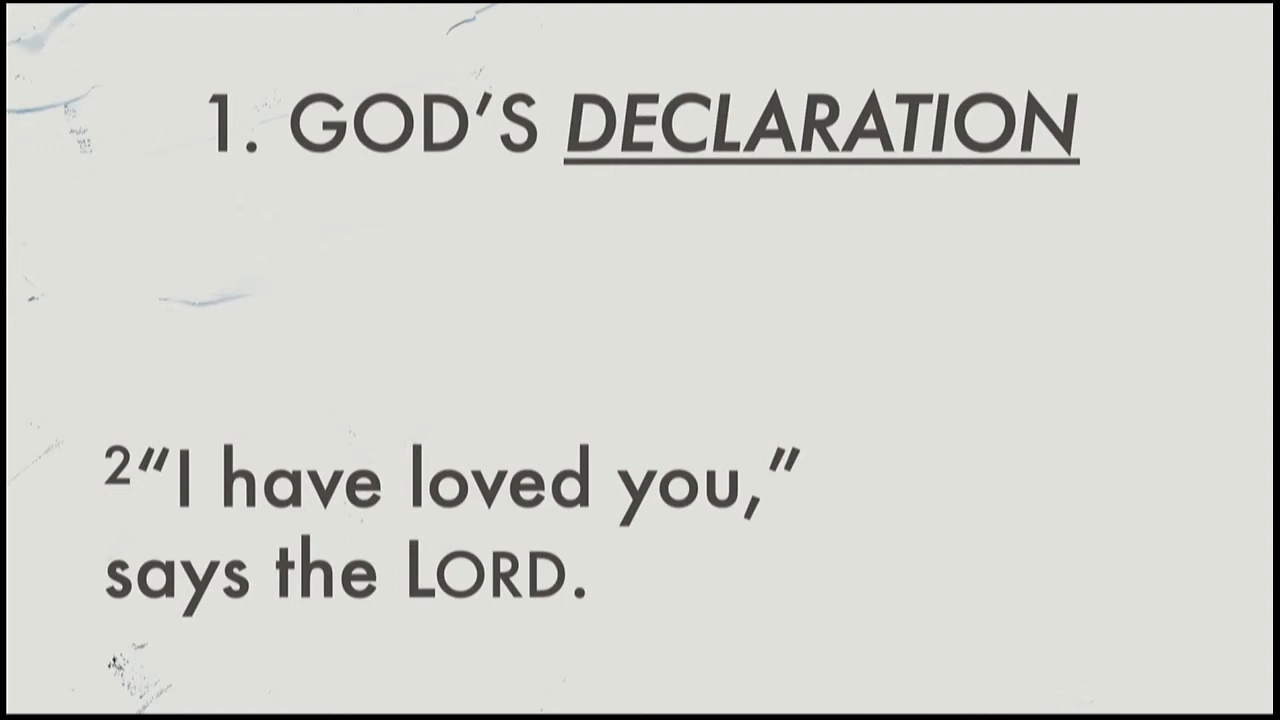 1. GOD’S DECLARATION
²“I have loved you,”
says the LORD.